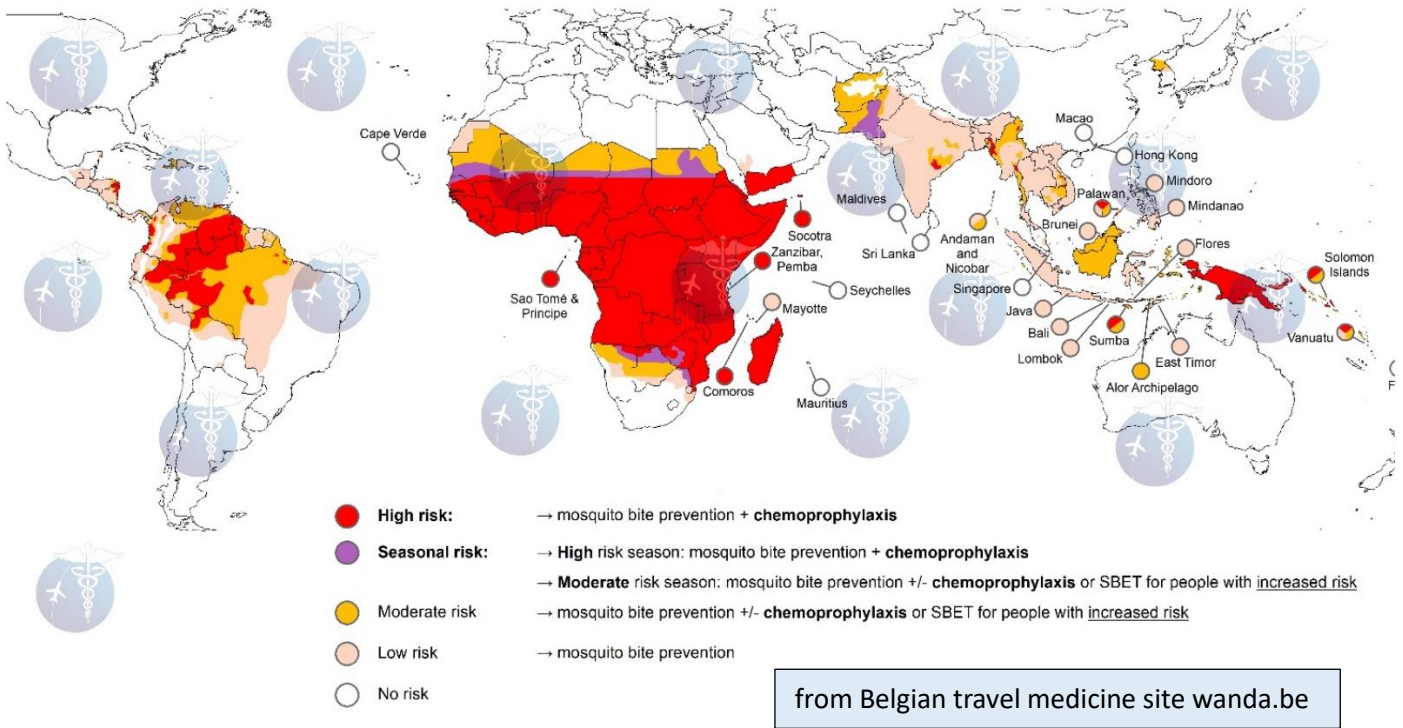 Cape Verde
Macao
Hong Kong
Mindoro
Palawan
Mindanao
Maldives
Brunei
Socotra
Sri Lanka
Andaman
and
Nicobar
Flores
Zanzibar,
Pemba
Solomon
Islands
Singapore
Seychelles
Sao Tomé &
Principe
Mayotte
Java
Bali
Sumba
Vanuatu
Lombok
East Timor
Comoros
Alor Archipelago
Mauritius
F
High risk: → mosquito bite prevention + chemoprophylaxis
Seasonal risk: → High risk season: mosquito bite prevention + chemoprophylaxis
→ Moderate risk season: mosquito bite prevention +/- chemoprophylaxis or SBET for people with increased risk
Moderate risk → mosquito bite prevention +/- chemoprophylaxis or SBET for people with increased risk
Low risk → mosquito bite prevention
No risk
from Belgian travel medicine site wanda.be